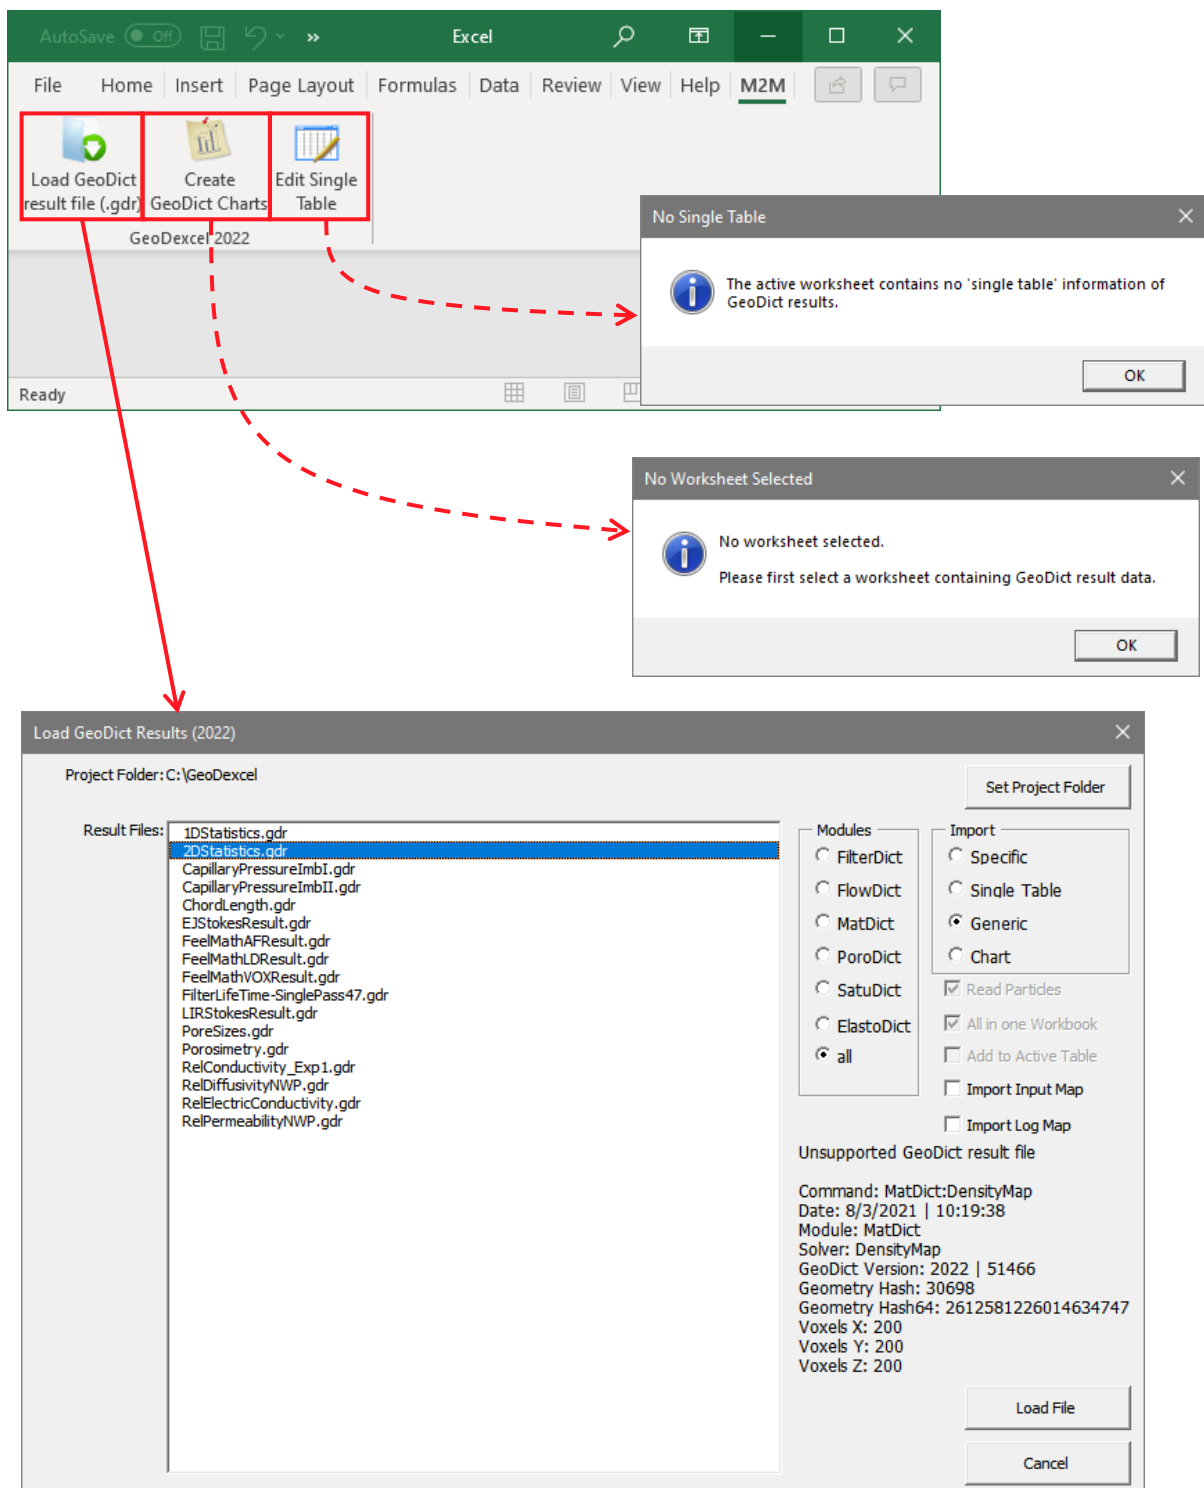 AutoSave Off » Excel
File Home Insert Page Layout Formulas Data Review View Help M2M
Load GeoDict result file (.gdr)
Create GeoDict Charts
Edit Single Table
GeoDexcel 2022
Ready
No Single Table
The active worksheet contains no 'single table' information of
GeoDict results.
OK
No Worksheet Selected
No worksheet selected.
Please first select a worksheet containing GeoDict result data.
OK
Load GeoDict Results (2022)
Project Folder: C:\GeoDexcel
Set Project Folder
Result Files:
1DStatistics.gdr
2DStatistics.gdr
CapillaryPressureImbI.gdr
CapillaryPressureImbII.gdr
ChordLength.gdr
EJStokesResult.gdr
FeelMathAFResult.gdr
FeelMathLDResult.gdr
FeelMathVOXResult.gdr
FilterLifeTime-SinglePass47.gdr
LIRStokesResult.gdr
PoreSizes.gdr
Porosimetry.gdr
RelConductivity_Exp1.gdr
RelDiffusivityNWP.gdr
RelElectricConductivity.gdr
RelPermeabilityNWP.gdr
Modules
FilterDict
FlowDict
MatDict
PoroDict
SatuDict
ElastoDict
all
Import
Specific
Single Table
Generic
Chart
Read Particles
All in one Workbook
Add to Active Table
Import Input Map
Import Log Map
Unsupported GeoDict result file
Command: MatDict:DensityMap
Date: 8/3/2021 | 10:19:38
Module: MatDict
Solver: DensityMap
GeoDict Version: 2022 | 51466
Geometry Hash: 30698
Geometry Hash64: 2612581226014634747
Voxels X: 200
Voxels Y: 200
Voxels Z: 200
Load File
Cancel